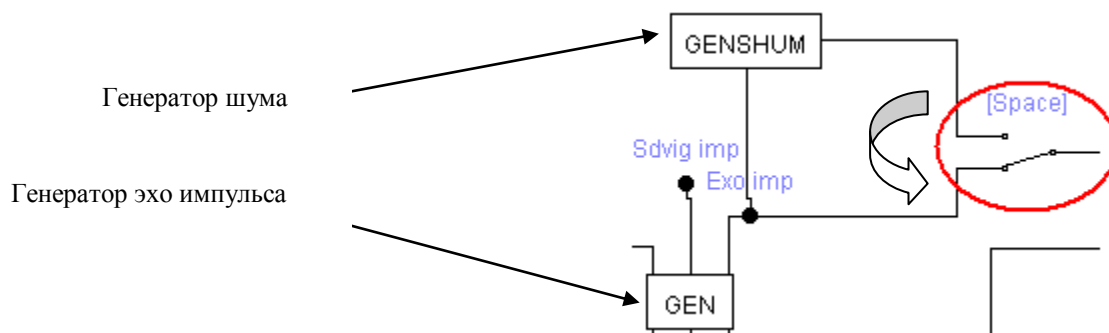 GENSHUM
Генератор шума
[Space]
Sdvig imp
Exo imp
Генератор эхо импульса
GEN